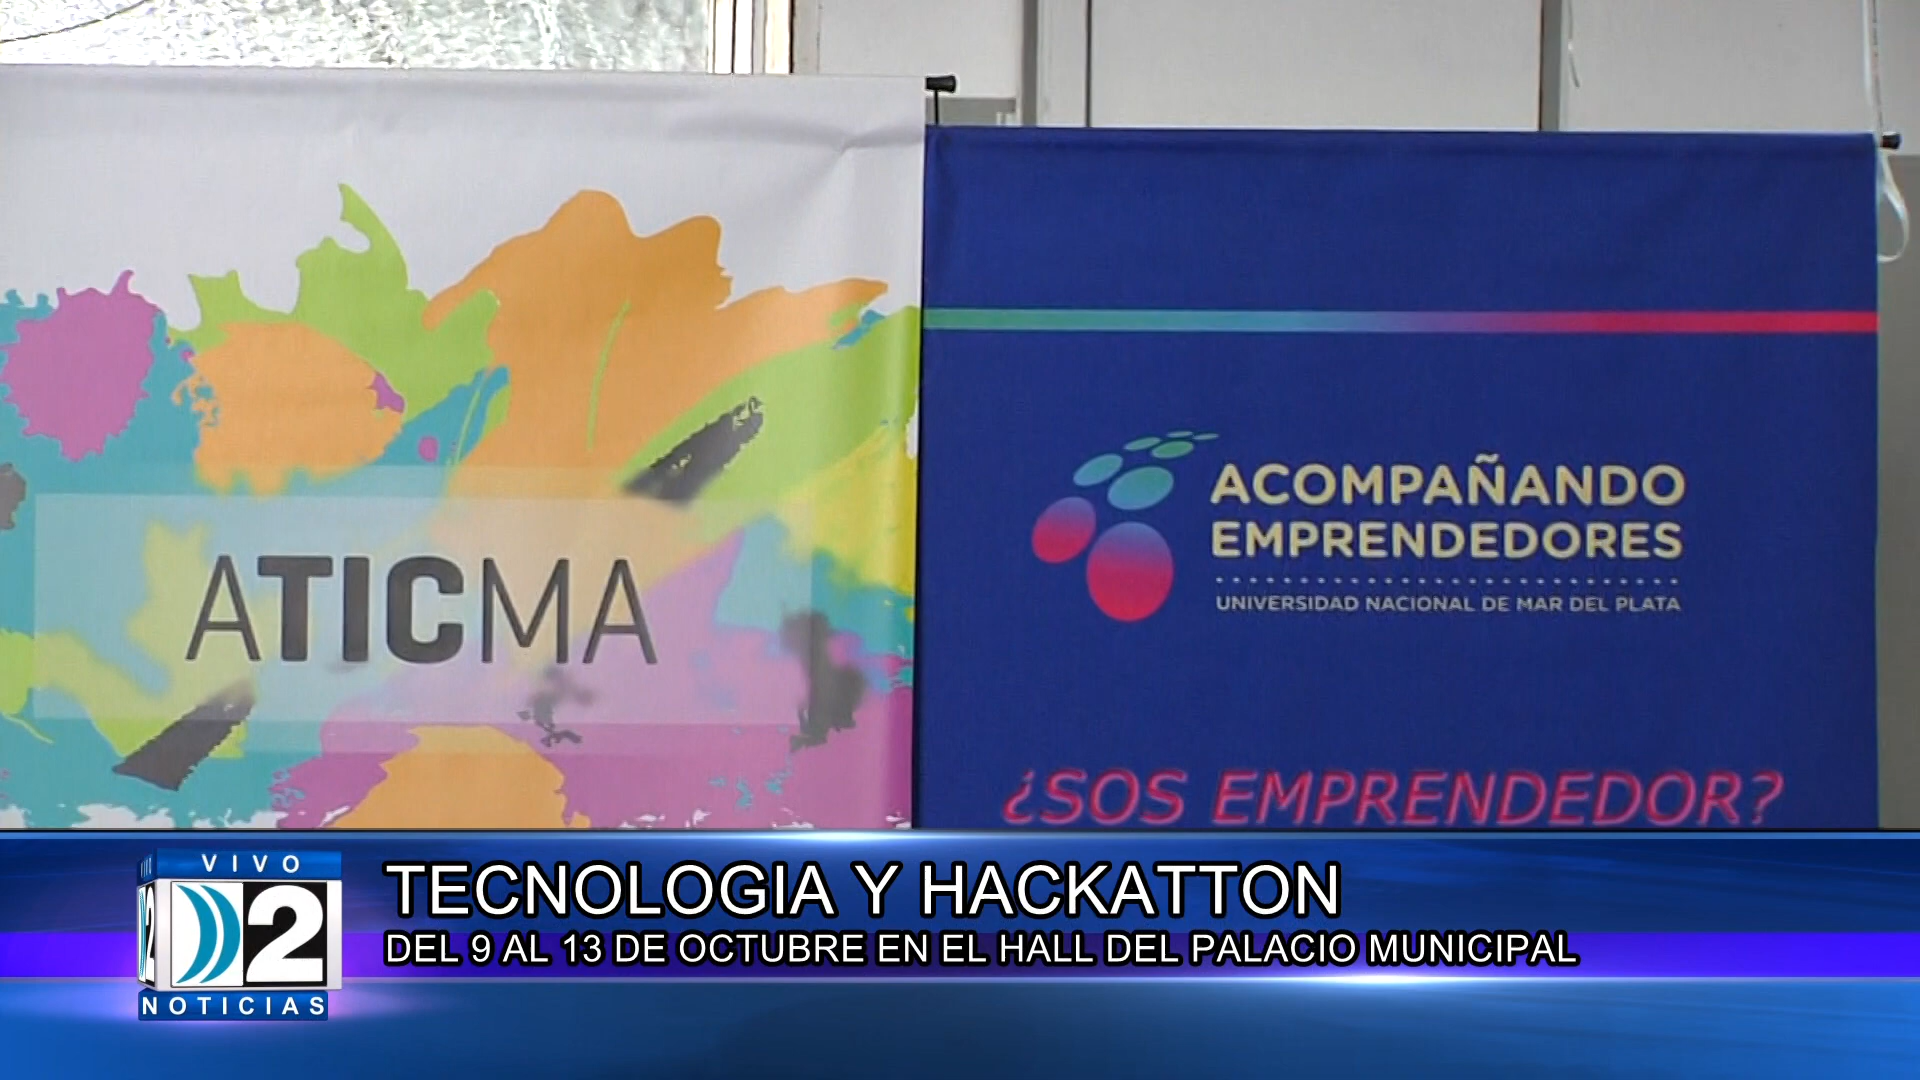 ATICMA
ACOMPAÑANDO
EMPRENDEDORES
UNIVERSIDAD NACIONAL DE MAR DEL PLATA
¿SOS EMPRENDEDOR?
VIVO
2
NOTICIAS
TECNOLOGIA Y HACKATTON
DEL 9 AL 13 DE OCTUBRE EN EL HALL DEL PALACIO MUNICIPAL